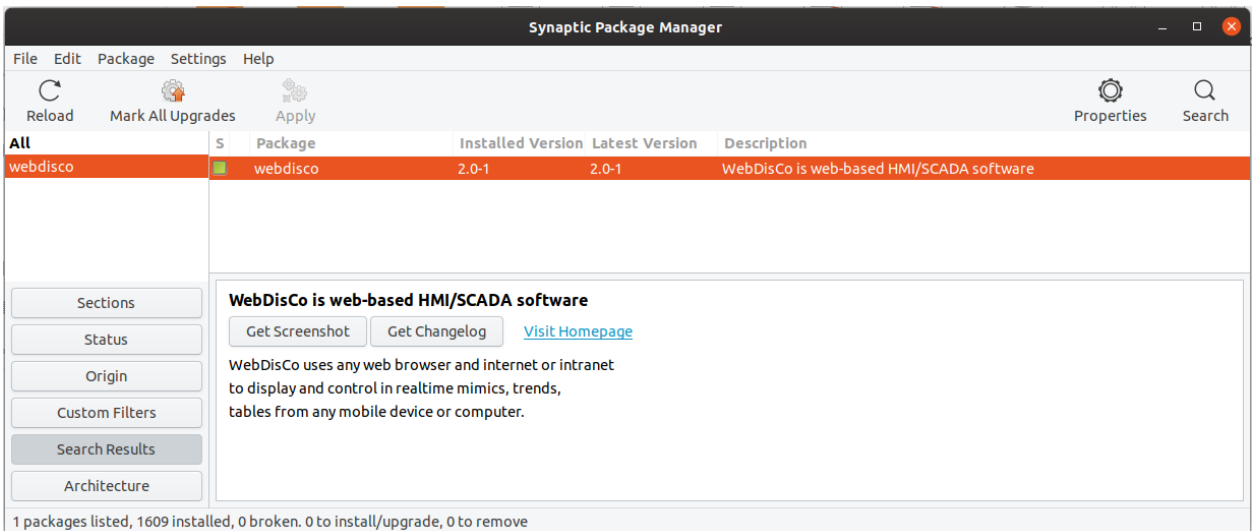 Synaptic Package Manager
File Edit Package Settings Help
Reload Mark All Upgrades Apply Properties Search
All S Package Installed Version Latest Version Description
webdisco webdisco 2.0-1 2.0-1 WebDisCo is web-based HMI/SCADA software
Sections
Status
Origin
Custom Filters
Search Results
Architecture
WebDisCo is web-based HMI/SCADA software
Get Screenshot Get Changelog Visit Homepage
WebDisCo uses any web browser and internet or intranet
to display and control in realtime mimics, trends,
tables from any mobile device or computer.
1 packages listed, 1609 installed, 0 broken. 0 to install/upgrade, 0 to remove